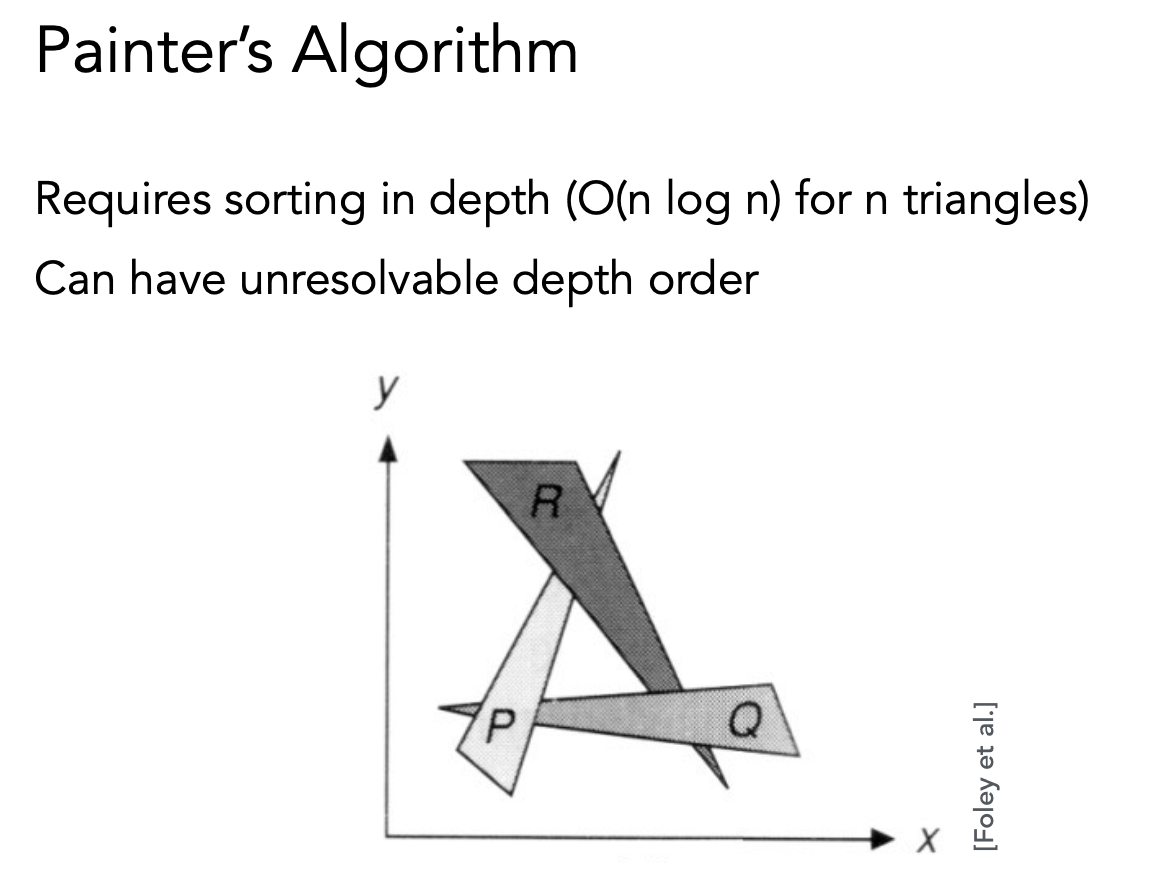 Painter’s Algorithm
Requires sorting in depth (O(n log n) for n triangles)
Can have unresolvable depth order
y
R
P
Q
x
[Foley et al.]